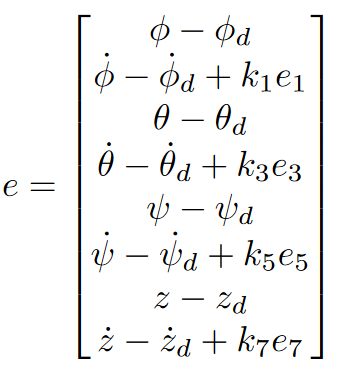 ϕ − ϕ_d
ϕ̇ − ϕ̇_d + k_1e_1
θ − θ_d
θ̇ − θ̇_d + k_3e_3
e =
ψ − ψ_d
ψ̇ − ψ̇_d + k_5e_5
z − z_d
ż − ż_d + k_7e_7